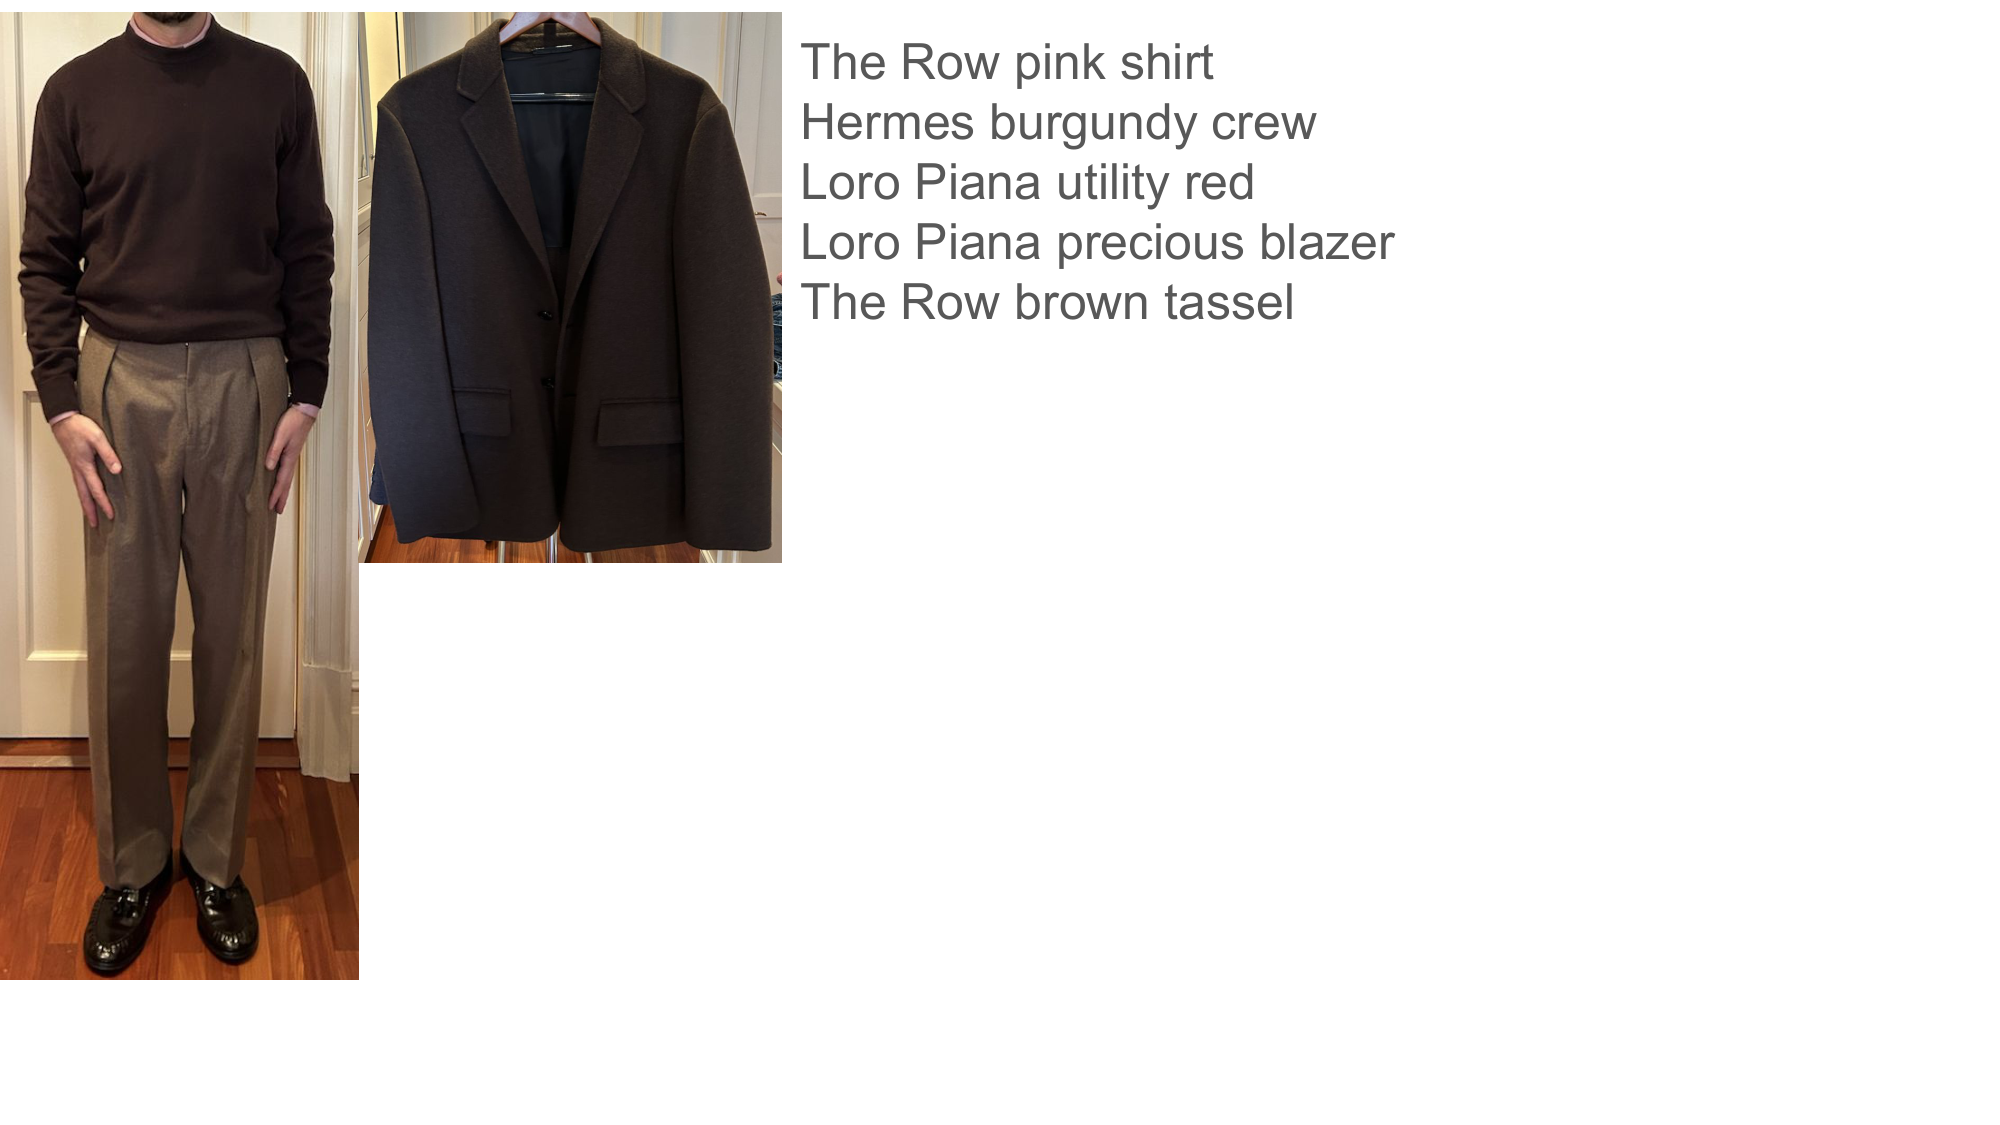 The Row pink shirt
Hermes burgundy crew
Loro Piana utility red
Loro Piana precious blazer
The Row brown tassel